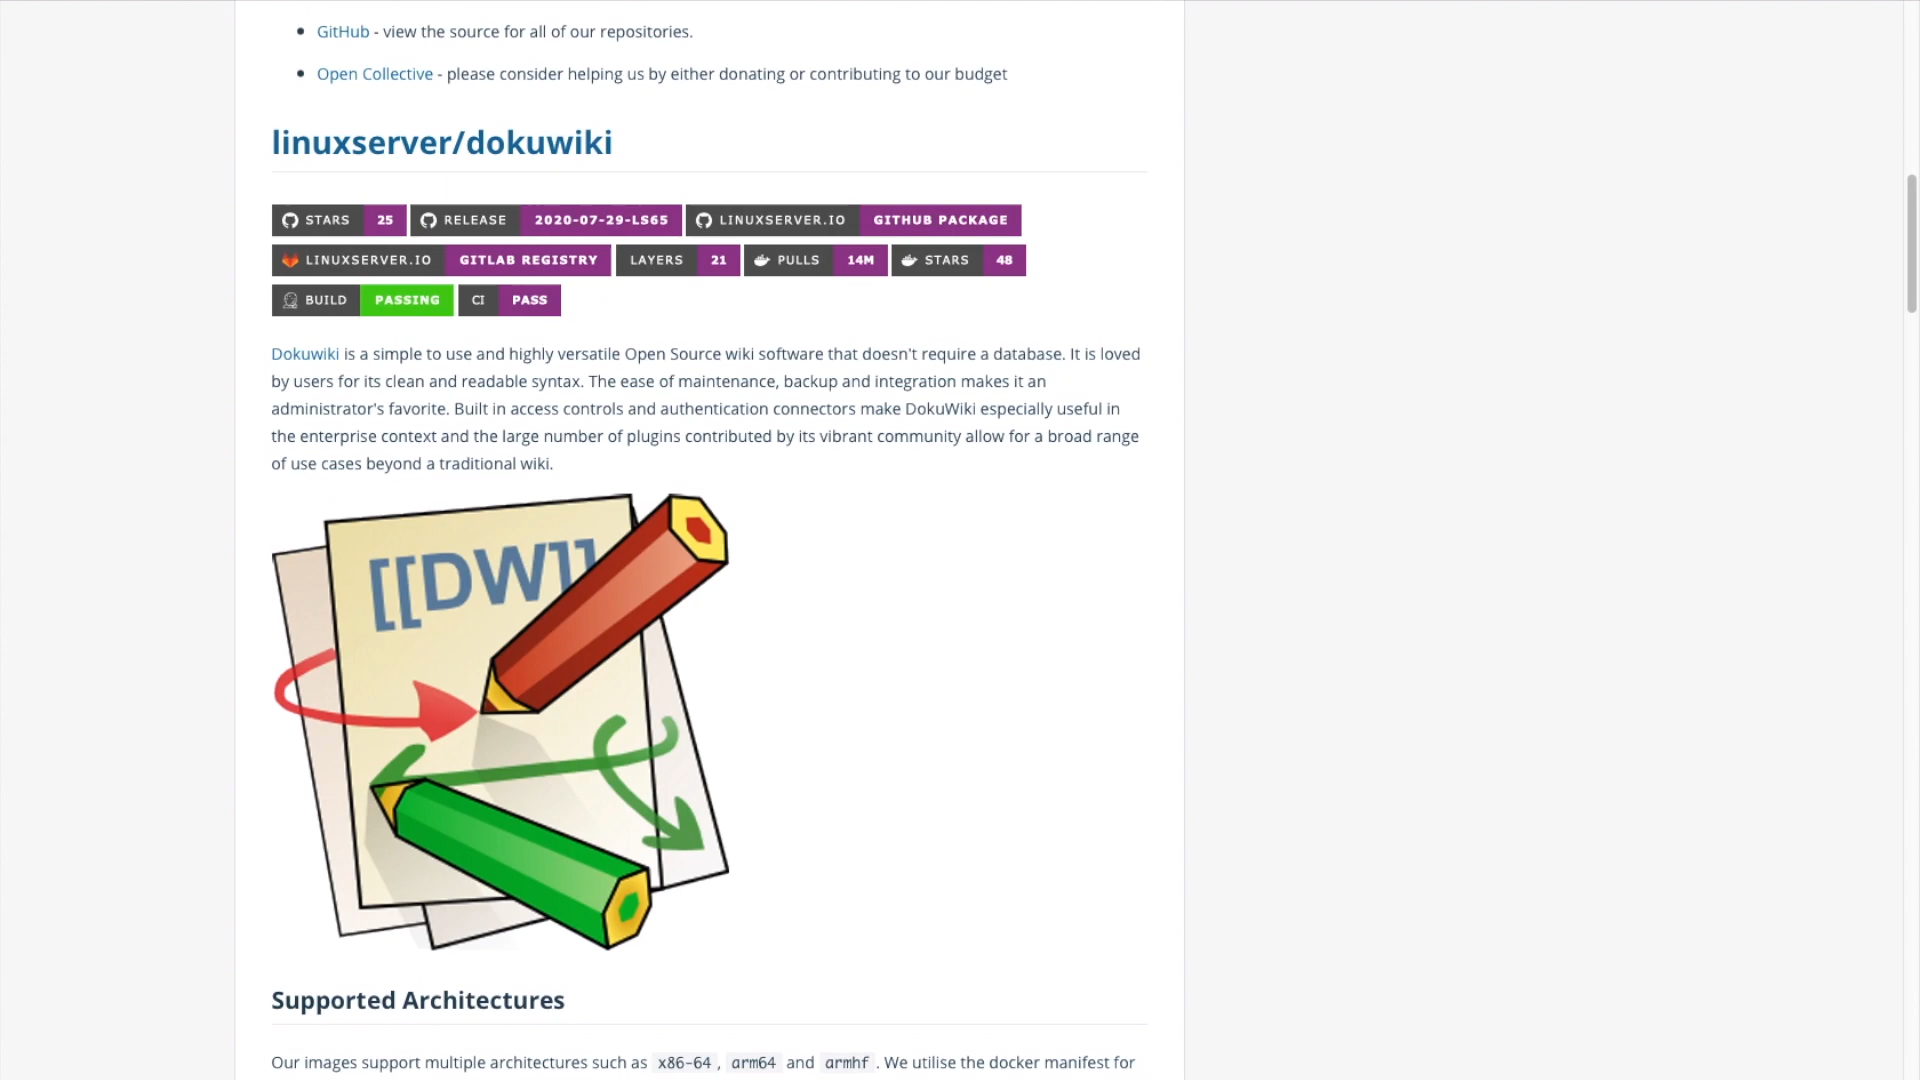 GitHub - view the source for all of our repositories.
Open Collective - please consider helping us by either donating or contributing to our budget
linuxserver/dokuwiki
STARS 25 RELEASE 2020-07-29-LS65 LINUXSERVER.IO GITHUB PACKAGE
LINUXSERVER.IO GITLAB REGISTRY LAYERS 21 PULLS 14M STARS 48
BUILD PASSING CI PASS
Dokuwiki is a simple to use and highly versatile Open Source wiki software that doesn't require a database. It is loved
by users for its clean and readable syntax. The ease of maintenance, backup and integration makes it an
administrator's favorite. Built in access controls and authentication connectors make DokuWiki especially useful in
the enterprise context and the large number of plugins contributed by its vibrant community allow for a broad range
of use cases beyond a traditional wiki.
[[DW]]
Supported Architectures
Our images support multiple architectures such as x86-64 , arm64 and armhf . We utilise the docker manifest for